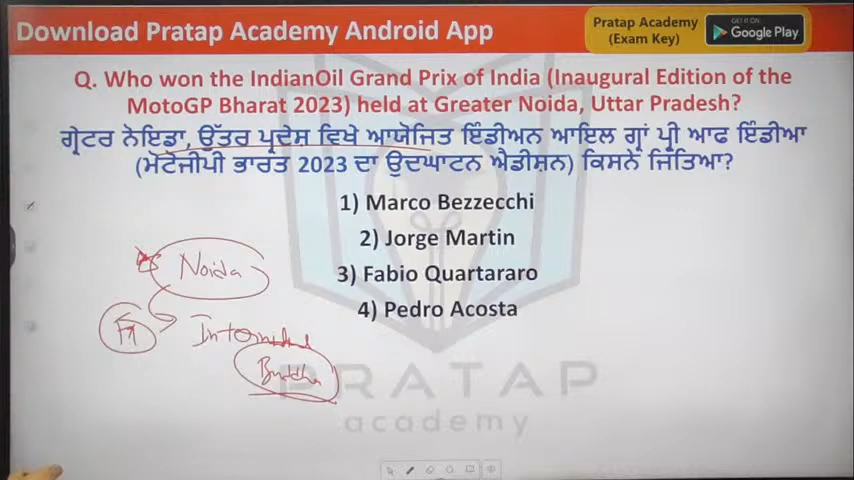 Download Pratap Academy Android App
Pratap Academy
(Exam Key)
GET IT ON
Google Play
Q. Who won the IndianOil Grand Prix of India (Inaugural Edition of the
MotoGP Bharat 2023) held at Greater Noida, Uttar Pradesh?
ਗ੍ਰੇਟਰ ਨੋਇਡਾ, ਉੱਤਰ ਪ੍ਰਦੇਸ਼ ਵਿਖੇ ਆਯੋਜਿਤ ਇੰਡੀਅਨ ਆਇਲ ਗ੍ਰਾਂ ਪ੍ਰੀ ਆਫ ਇੰਡੀਆ
(ਮੋਟੋਜੀਪੀ ਭਾਰਤ 2023 ਦਾ ਉਦਘਾਟਨ ਐਡੀਸ਼ਨ) ਕਿਸਨੇ ਜਿੱਤਿਆ?
1) Marco Bezzecchi
2) Jorge Martin
3) Fabio Quartararo
4) Pedro Acosta
Noida
F1
Buddha
PRATAP
academy